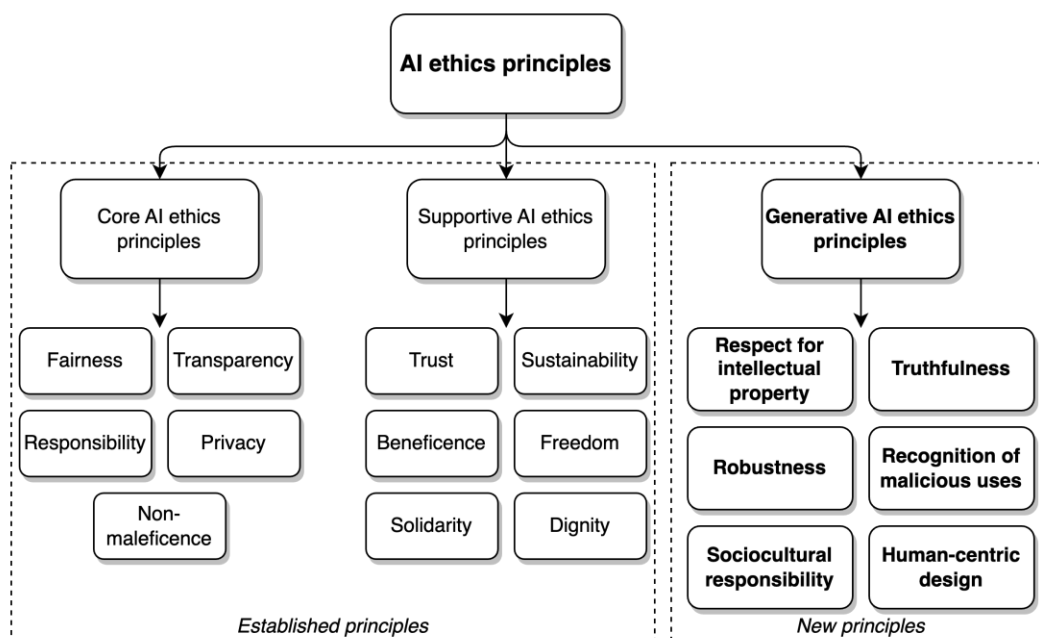 AI ethics principles
Core AI ethics
principles
Supportive AI ethics
principles
Generative AI ethics
principles
Fairness
Transparency
Responsibility
Privacy
Non-
maleficence
Trust
Sustainability
Beneficence
Freedom
Solidarity
Dignity
Respect for
intellectual
property
Truthfulness
Robustness
Recognition of
malicious uses
Sociocultural
responsibility
Human-centric
design
Established principles
New principles